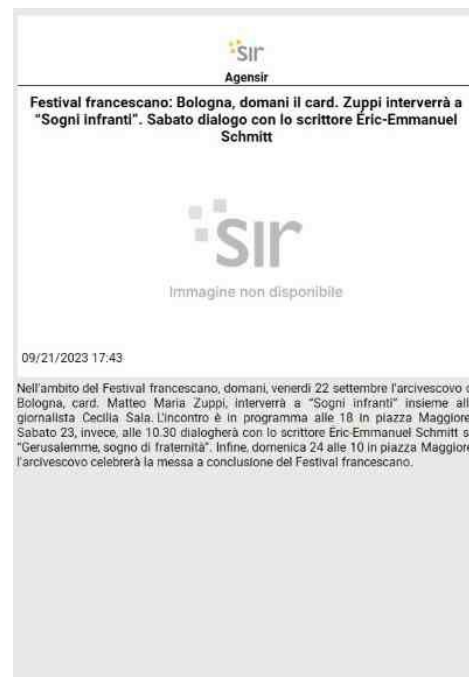 SIr
Agensir
Festival francescano: Bologna, domani il card. Zuppi interverrà a
“Sogni infranti”. Sabato dialogo con lo scrittore Éric-Emmanuel
Schmitt
SIr
Immagine non disponibile
09/21/2023 17:43
Nell'ambito del Festival francescano, domani, venerdì 22 settembre l'arcivescovo
Bologna, card. Matteo Maria Zuppi, interverrà a “Sogni infranti” insieme
giornalista Cecilia Sala. L'incontro è in programma alle 18 in piazza Maggiore
Sabato 23, invece, alle 10.30 dialogherà con lo scrittore Éric-Emmanuel Schmitt
“Gerusalemme, sogno di fraternità”. Infine, domenica 24 alle 10 in piazza Maggiore
l'arcivescovo celebrerà la messa a conclusione del Festival francescano.